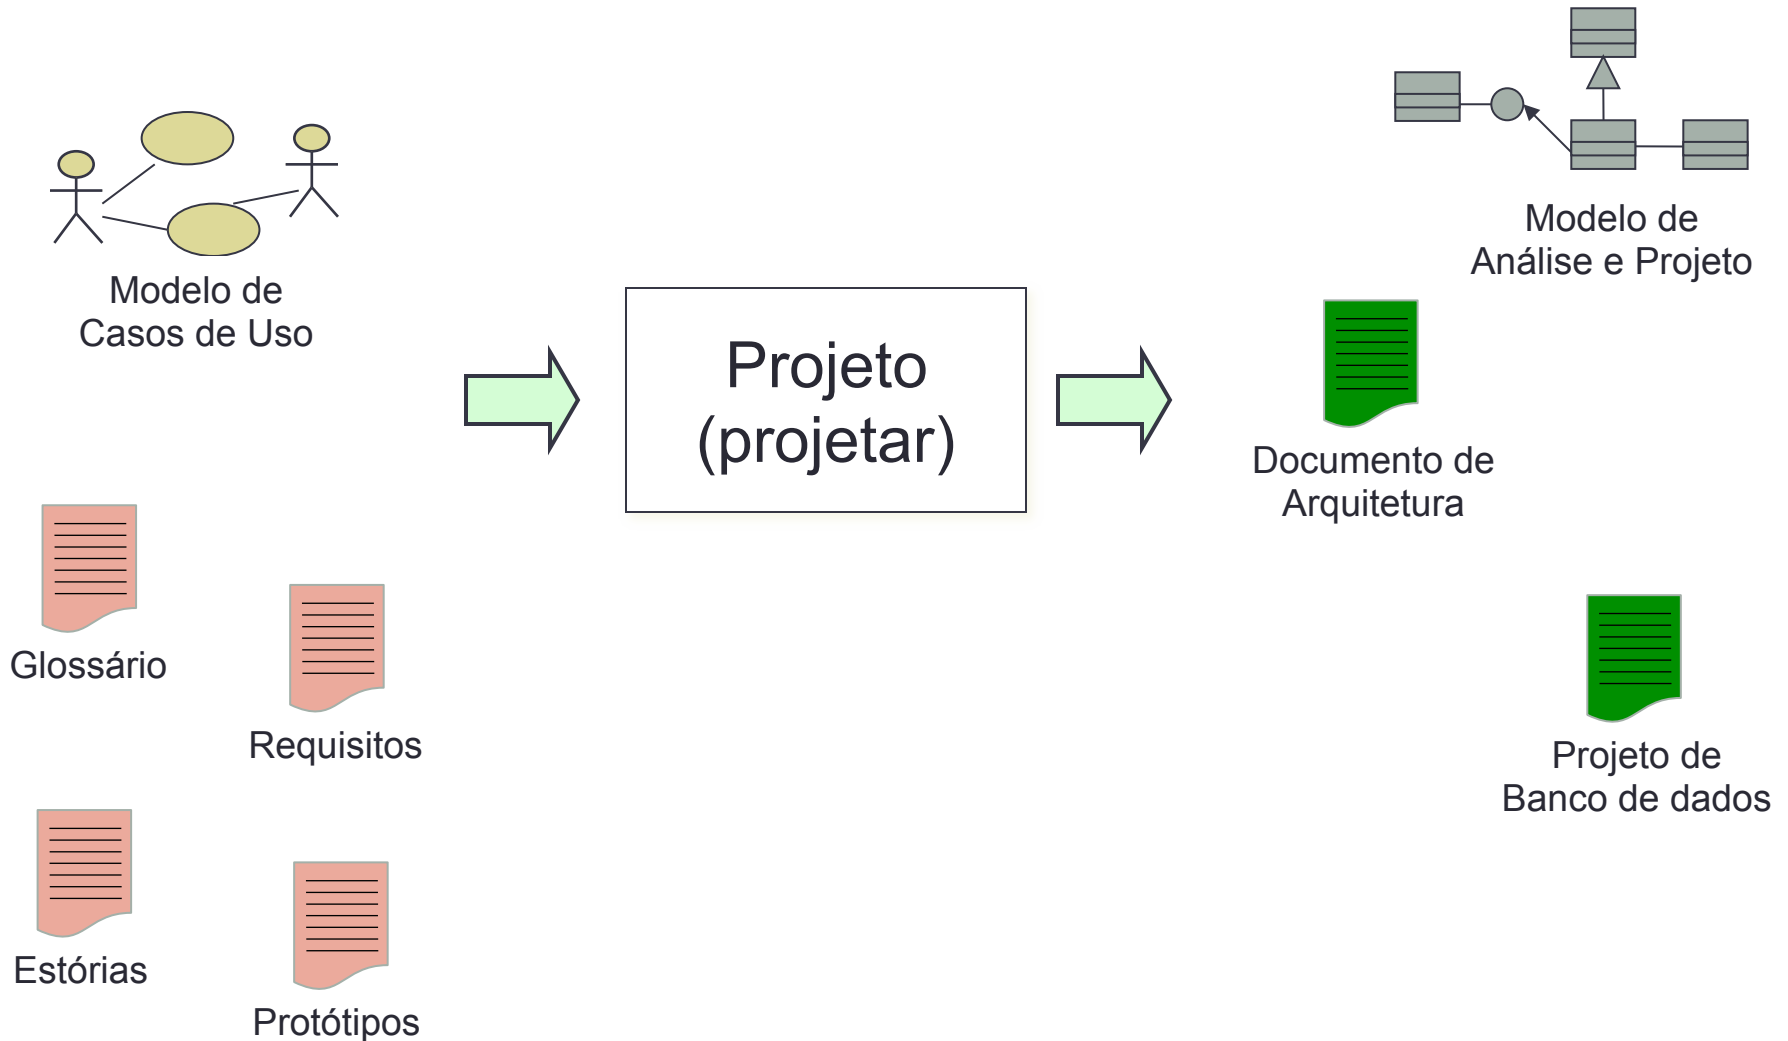 Modelo de
Casos de Uso
Glossário
Requisitos
Estórias
Protótipos
Projeto
(projetar)
Modelo de
Análise e Projeto
Documento de
Arquitetura
Projeto de
Banco de dados